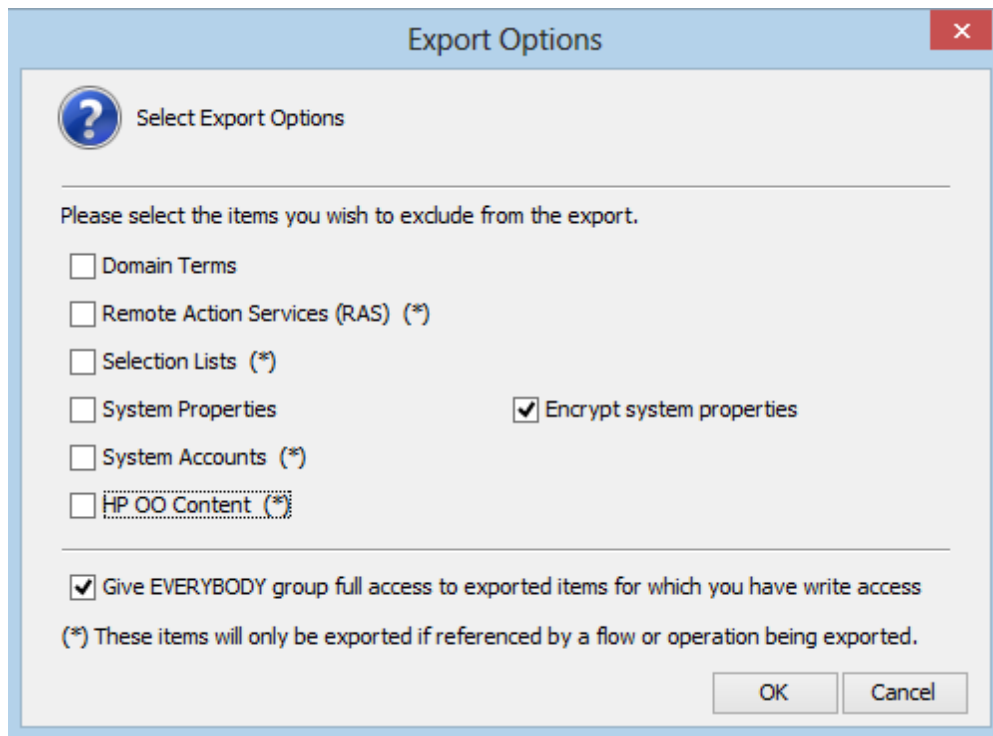 Export Options
Select Export Options
Please select the items you wish to exclude from the export.
Domain Terms
Remote Action Services (RAS) (*)
Selection Lists (*)
System Properties
Encrypt system properties
System Accounts (*)
HP OO Content (*)
Give EVERYBODY group full access to exported items for which you have write access
(*) These items will only be exported if referenced by a flow or operation being exported.
OK
Cancel